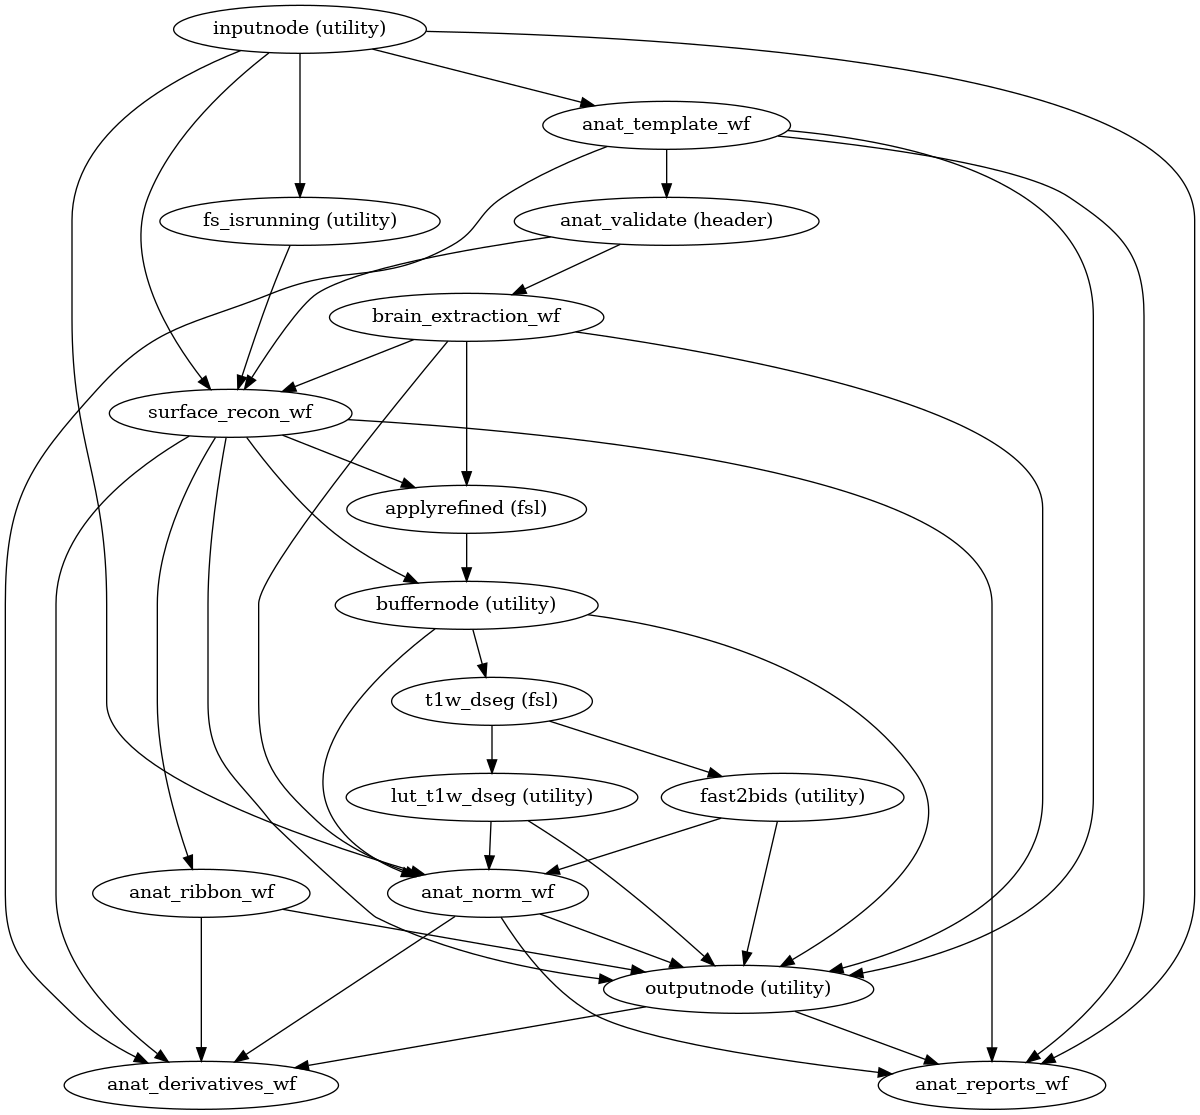 inputnode (utility)
anat_template_wf
fs_isrunning (utility)
anat_validate (header)
brain_extraction_wf
surface_recon_wf
applyrefined (fsl)
buffernode (utility)
t1w_dseg (fsl)
lut_t1w_dseg (utility)
fast2bids (utility)
anat_ribbon_wf
anat_norm_wf
outputnode (utility)
anat_derivatives_wf
anat_reports_wf